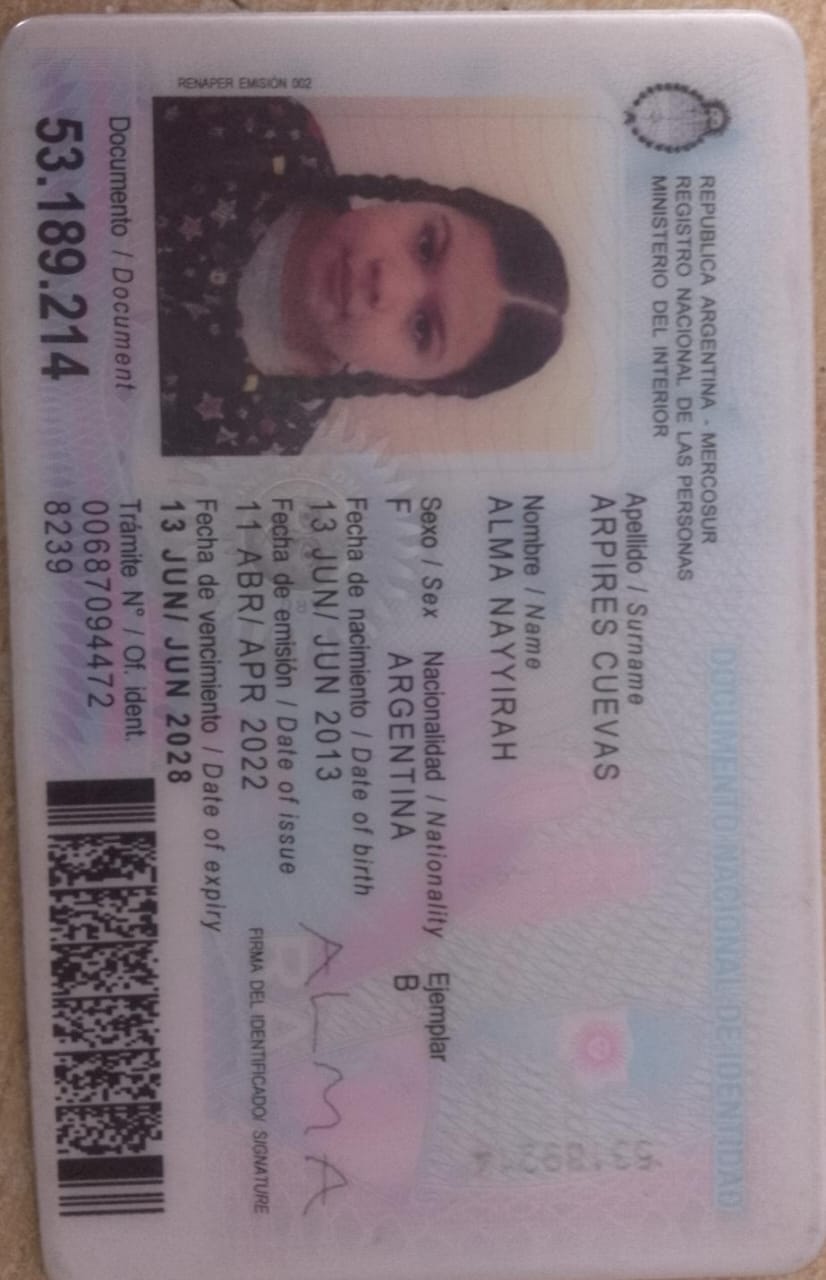 REPUBLICA ARGENTINA - MERCOSUR
REGISTRO NACIONAL DE LAS PERSONAS
MINISTERIO DEL INTERIOR
DOCUMENTO NACIONAL DE IDENTIDAD
RENAPER EMISIÓN 002
Apellido / Surname
ARPIRES CUEVAS
Nombre / Name
ALMA NAYYIRAH
Sexo / Sex Nacionalidad / Nationality Ejemplar
F ARGENTINA B
Fecha de nacimiento / Date of birth
13 JUN/ JUN 2013
Fecha de emisión / Date of issue
11 ABR/ APR 2022
Fecha de vencimiento / Date of expiry
13 JUN/ JUN 2028
ALMA
FIRMA DEL IDENTIFICADO/ SIGNATURE
Documento / Document
53.189.214
Trámite N° / Of. ident.
00687094472
8239